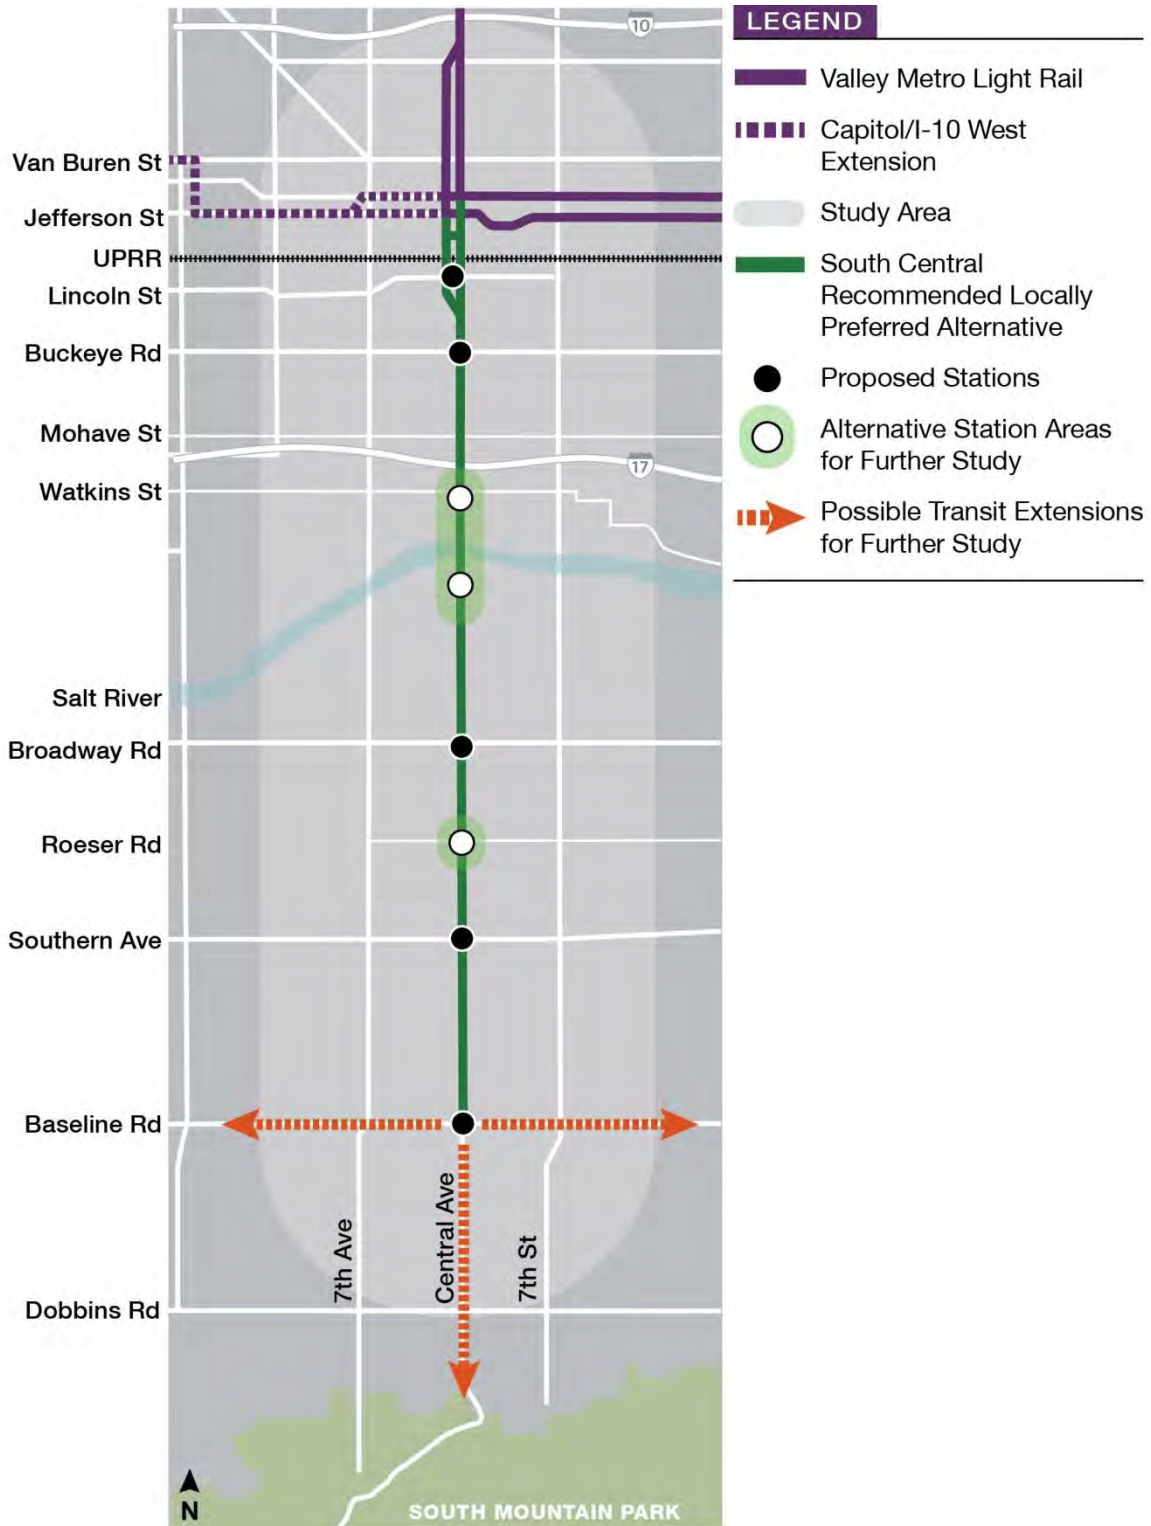 10
LEGEND
Valley Metro Light Rail
Capitol/I-10 West
Extension
Study Area
South Central
Recommended Locally
Preferred Alternative
Proposed Stations
Alternative Station Areas
for Further Study
Possible Transit Extensions
for Further Study
Van Buren St
Jefferson St
UPRR
Lincoln St
Buckeye Rd
Mohave St
17
Watkins St
Salt River
Broadway Rd
Roeser Rd
Southern Ave
Baseline Rd
7th Ave
Central Ave
7th St
Dobbins Rd
N
SOUTH MOUNTAIN PARK